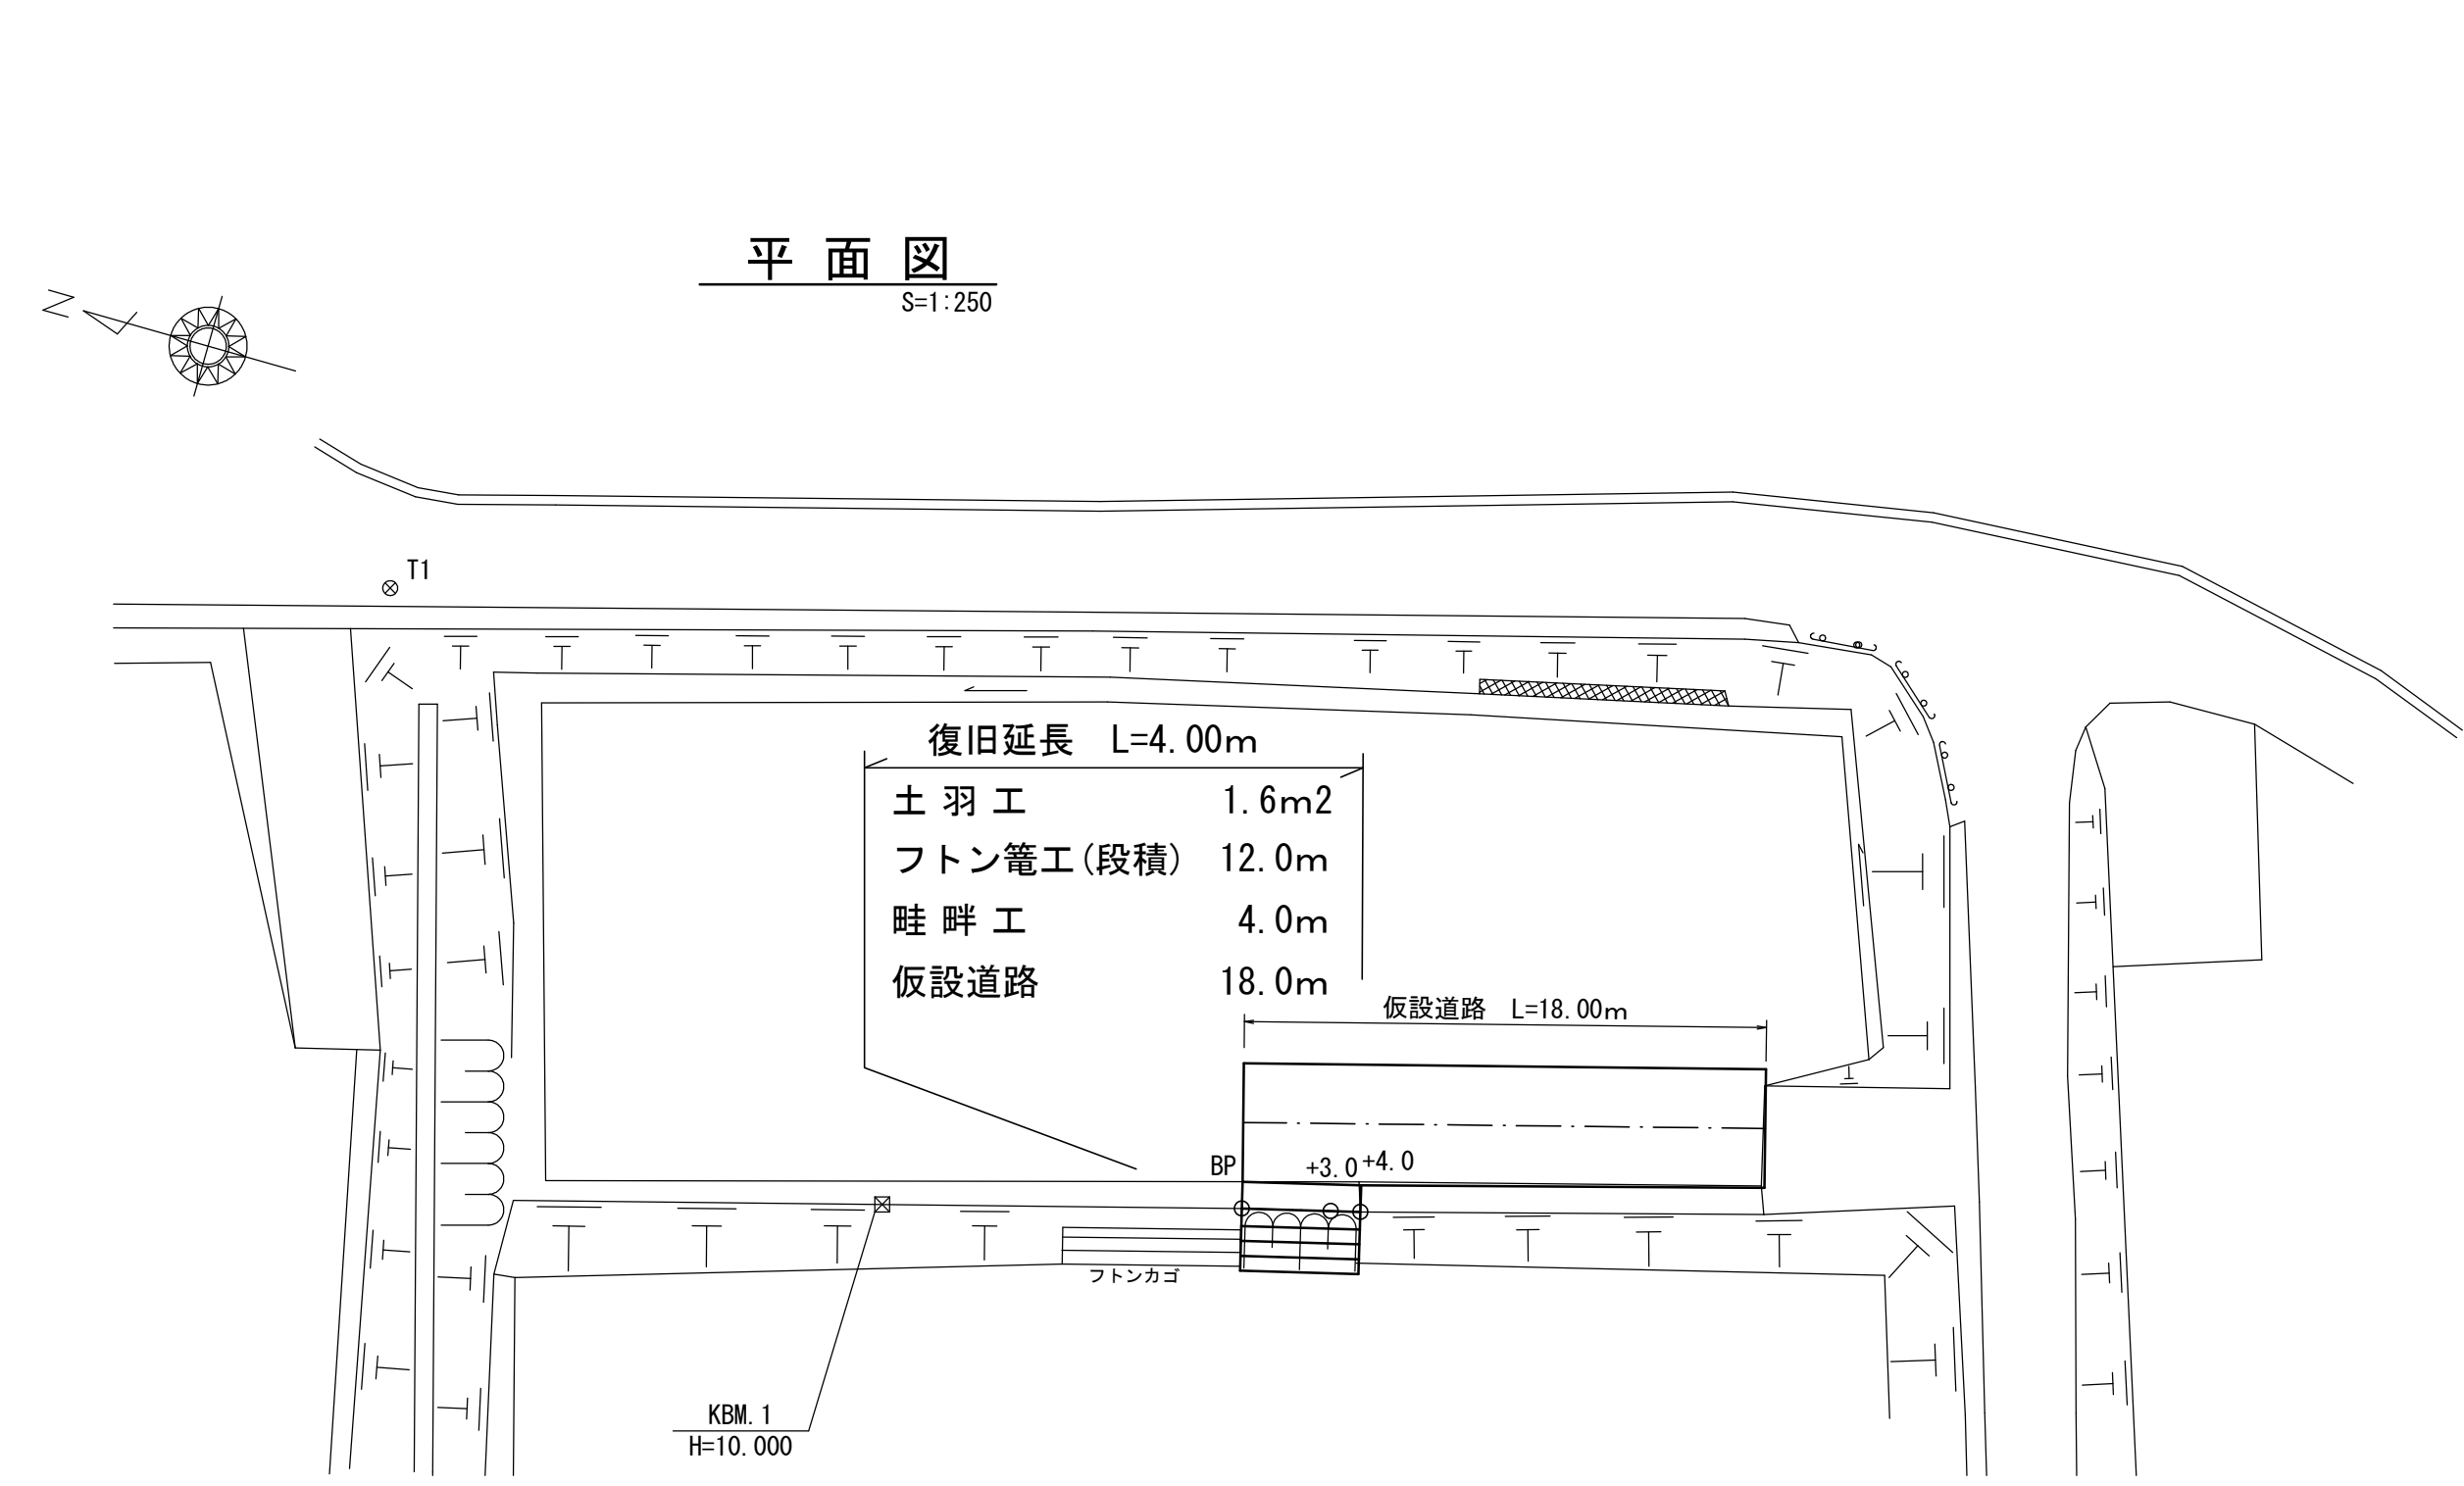 平 面 図
S=1:250
N
T1
復旧延長　L=4.00m
土 羽 工　1.6m2
フトン篭工(段積)　12.0m
畦 畔 工　4.0m
仮設道路　18.0m
仮設道路　L=18.00m
BP　+3.0　+4.0
フトンカゴ
KBM.1
H=10.000